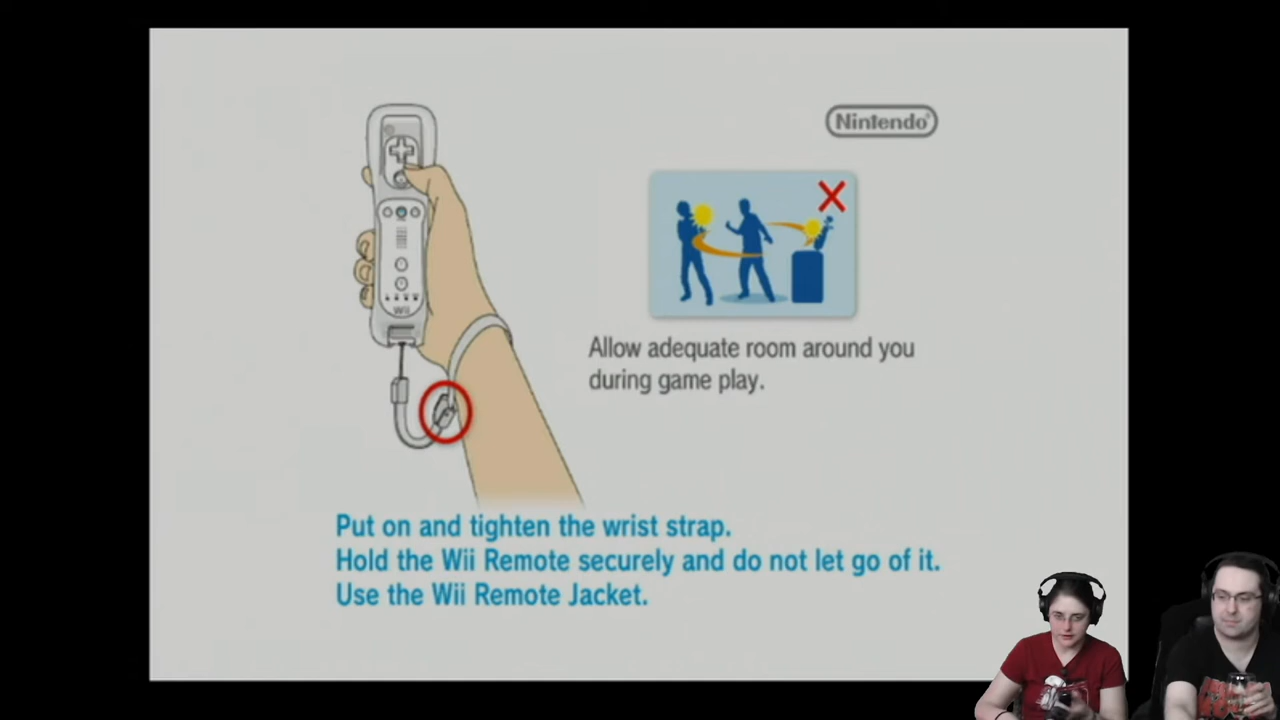 Nintendo
Allow adequate room around you
during game play.
Wii
Put on and tighten the wrist strap.
Hold the Wii Remote securely and do not let go of it.
Use the Wii Remote Jacket.